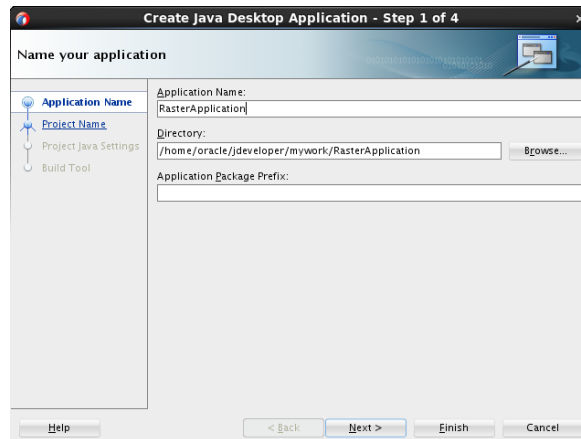 Create Java Desktop Application - Step 1 of 4
Name your application
Application Name
Project Name
Project Java Settings
Build Tool
Application Name:
RasterApplication
Directory:
/home/oracle/jdeveloper/mywork/RasterApplication
Browse...
Application Package Prefix:
Help
< Back
Next >
Finish
Cancel